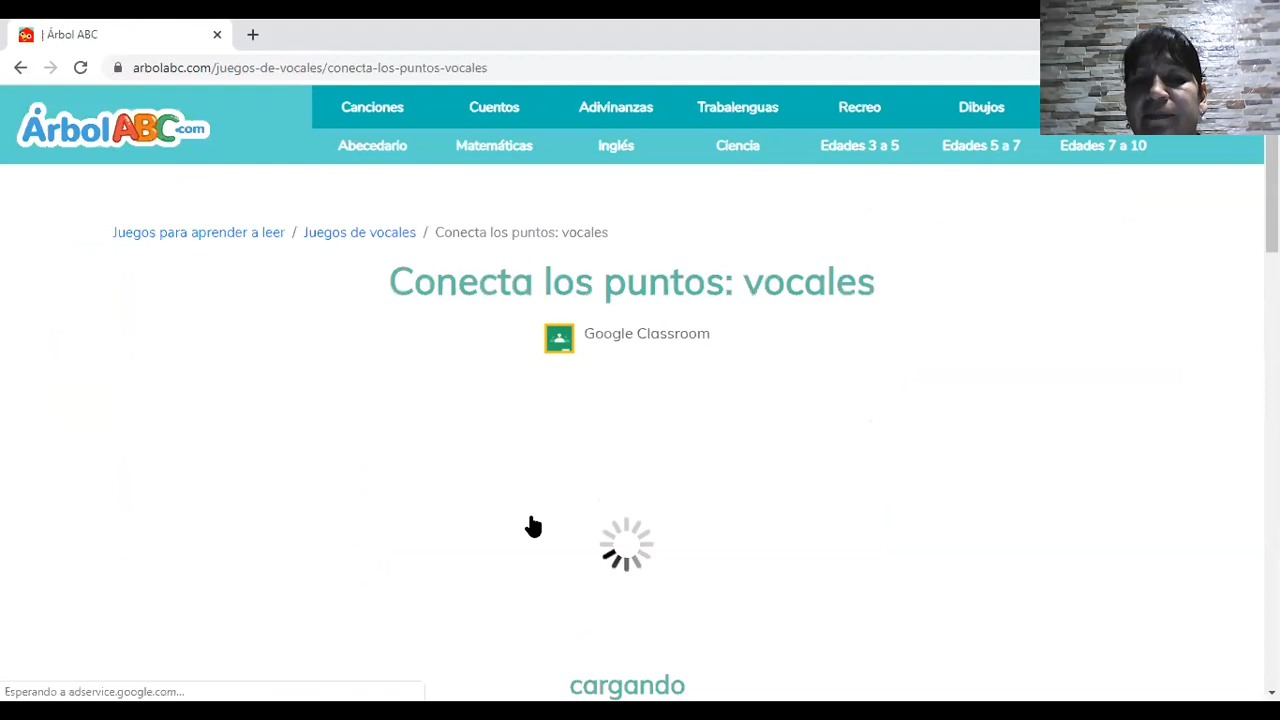 | Árbol ABC
arbolabc.com/juegos-de-vocales/conecta-los-puntos-vocales
ÁrbolABC.com
Canciones Cuentos Adivinanzas Trabalenguas Recreo Dibujos
Abecedario Matemáticas Inglés Ciencia Edades 3 a 5 Edades 5 a 7 Edades 7 a 10
Juegos para aprender a leer / Juegos de vocales / Conecta los puntos: vocales
Conecta los puntos: vocales
Google Classroom
cargando
Esperando a adservice.google.com...